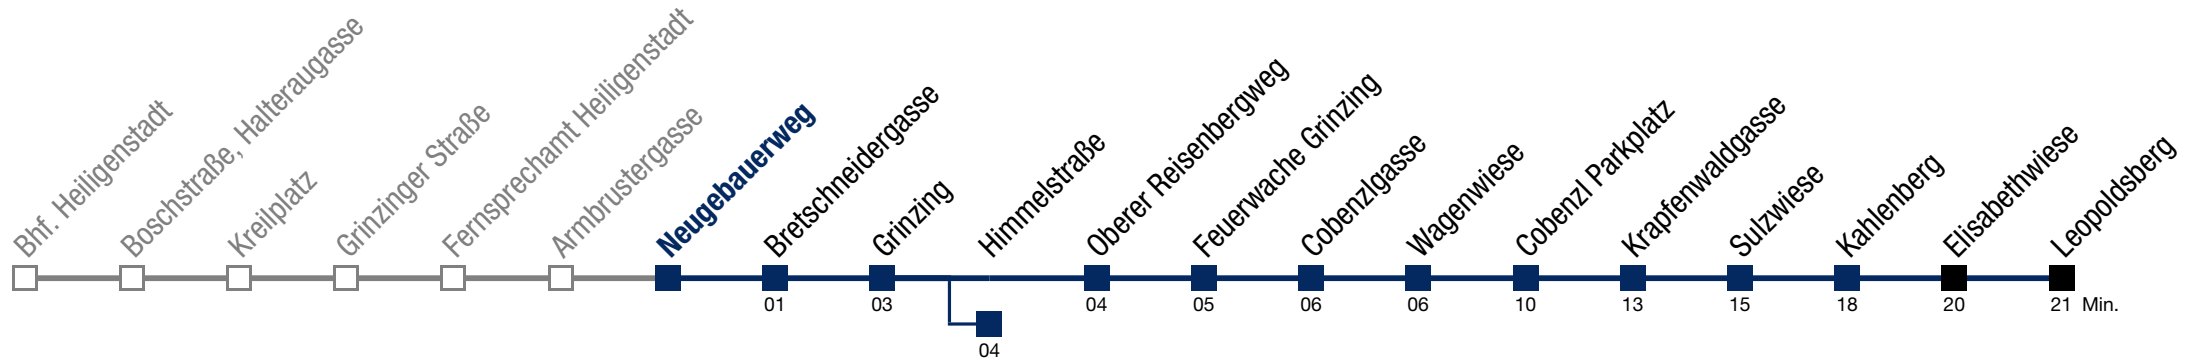 Bhf. Heiligenstadt
Boschstraße, Halteraugasse
Kreilplatz
Grinzinger Straße
Fernsprechamt Heiligenstadt
Armbrustergasse
Neugebauerweg
Bretschneidergasse
Grinzing
Himmelstraße
Oberer Reisenbergweg
Feuerwache Grinzing
Cobenzlgasse
Wagenwiese
Cobenzl Parkplatz
Krapfenwaldgasse
Sulzwiese
Kahlenberg
Elisabethwiese
Leopoldsberg
01 03 04 05 06 06 10 13 15 18 20 21 Min.
04